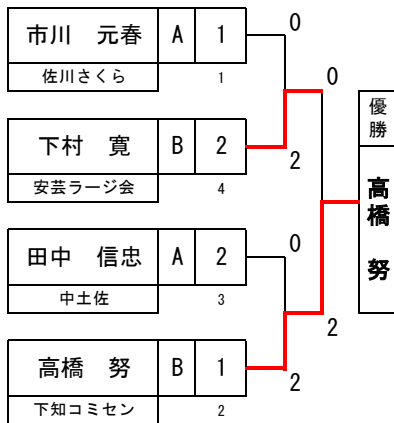 市川 元春 A 1
佐川さくら 1
0
0
下村 寛 B 2
安芸ラージ会 4
2
田中 信忠 A 2
中土佐 3
0
2
高橋 努 B 1
下知コミセン 2
2
優勝
高橋 努